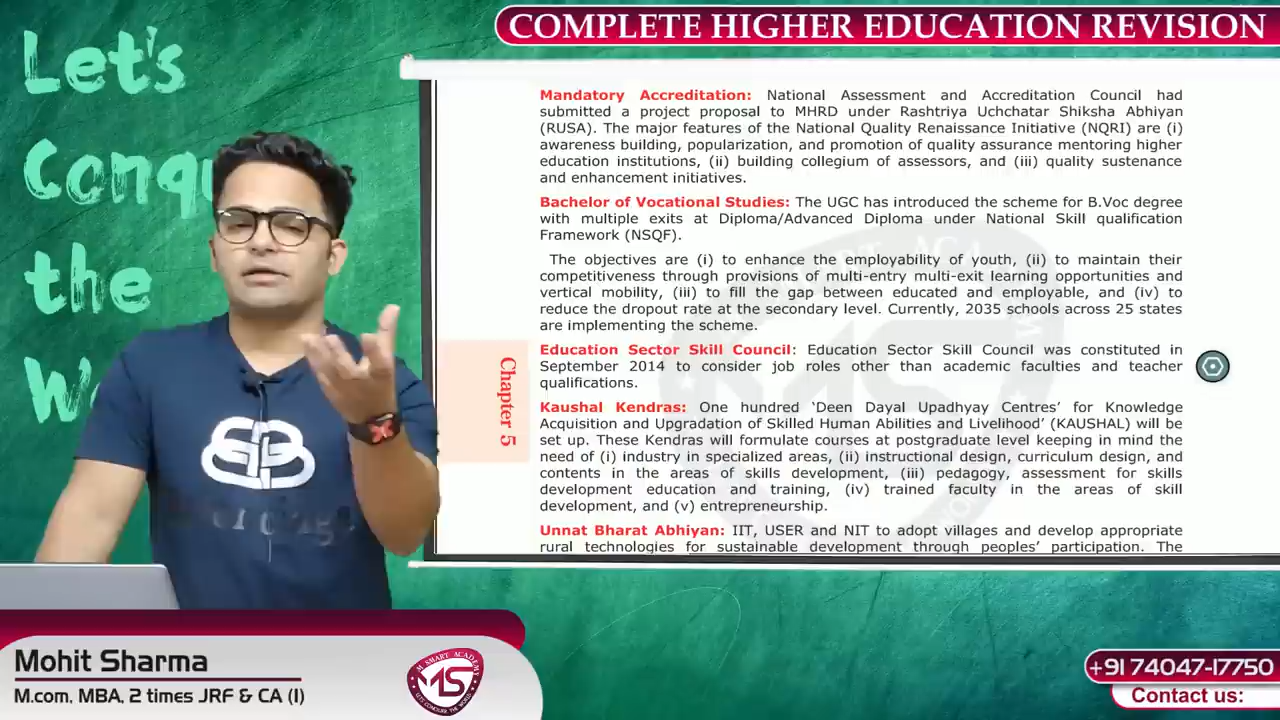 COMPLETE HIGHER EDUCATION REVISION
Let's
Conqu
the
W
Mandatory Accreditation: National Assessment and Accreditation Council had
submitted a project proposal to MHRD under Rashtriya Uchchatar Shiksha Abhiyan
(RUSA). The major features of the National Quality Renaissance Initiative (NQRI) are (i)
awareness building, popularization, and promotion of quality assurance mentoring higher
education institutions, (ii) building collegium of assessors, and (iii) quality sustenance
and enhancement initiatives.
Bachelor of Vocational Studies: The UGC has introduced the scheme for B.Voc degree
with multiple exits at Diploma/Advanced Diploma under National Skill qualification
Framework (NSQF).
The objectives are (i) to enhance the employability of youth, (ii) to maintain their
competitiveness through provisions of multi-entry multi-exit learning opportunities and
vertical mobility, (iii) to fill the gap between educated and employable, and (iv) to
reduce the dropout rate at the secondary level. Currently, 2035 schools across 25 states
are implementing the scheme.
Education Sector Skill Council: Education Sector Skill Council was constituted in
September 2014 to consider job roles other than academic faculties and teacher
qualifications.
Kaushal Kendras: One hundred ‘Deen Dayal Upadhyay Centres’ for Knowledge
Acquisition and Upgradation of Skilled Human Abilities and Livelihood’ (KAUSHAL) will be
set up. These Kendras will formulate courses at postgraduate level keeping in mind the
need of (i) industry in specialized areas, (ii) instructional design, curriculum design, and
contents in the areas of skills development, (iii) pedagogy, assessment for skills
development education and training, (iv) trained faculty in the areas of skill
development, and (v) entrepreneurship.
Unnat Bharat Abhiyan: IIT, USER and NIT to adopt villages and develop appropriate
rural technologies for sustainable development through peoples’ participation. The
Chapter 5
Mohit Sharma
M.com, MBA, 2 times JRF & CA (I)
M SMART ACADEMY
MS
LETS CONQUER THE WORLD
+91 74047-17750
Contact us: